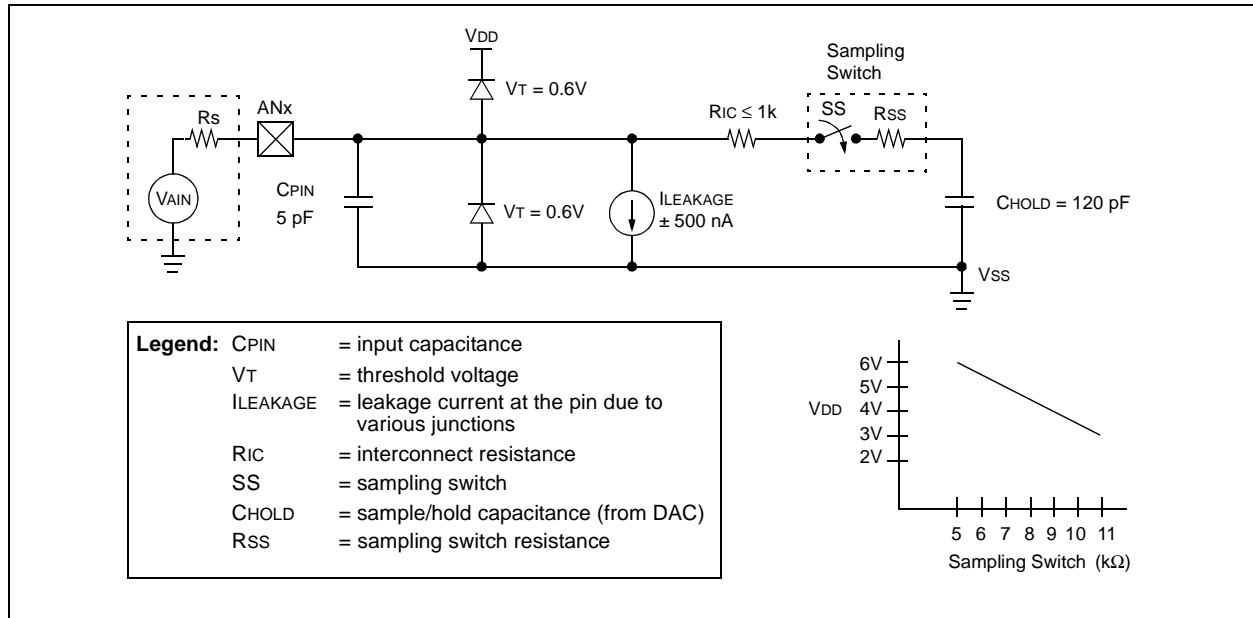 VDD
Sampling
Switch
VT = 0.6V
ANx
RS
RIC ≤ 1k
SS
RSS
VAIN
CPIN
5 pF
VT = 0.6V
ILEAKAGE
± 500 nA
CHOLD = 120 pF
VSS
Legend: CPIN = input capacitance
VT = threshold voltage
ILEAKAGE = leakage current at the pin due to
various junctions
RIC = interconnect resistance
SS = sampling switch
CHOLD = sample/hold capacitance (from DAC)
RSS = sampling switch resistance
6V
5V
VDD 4V
3V
2V
5 6 7 8 9 10 11
Sampling Switch (kΩ)